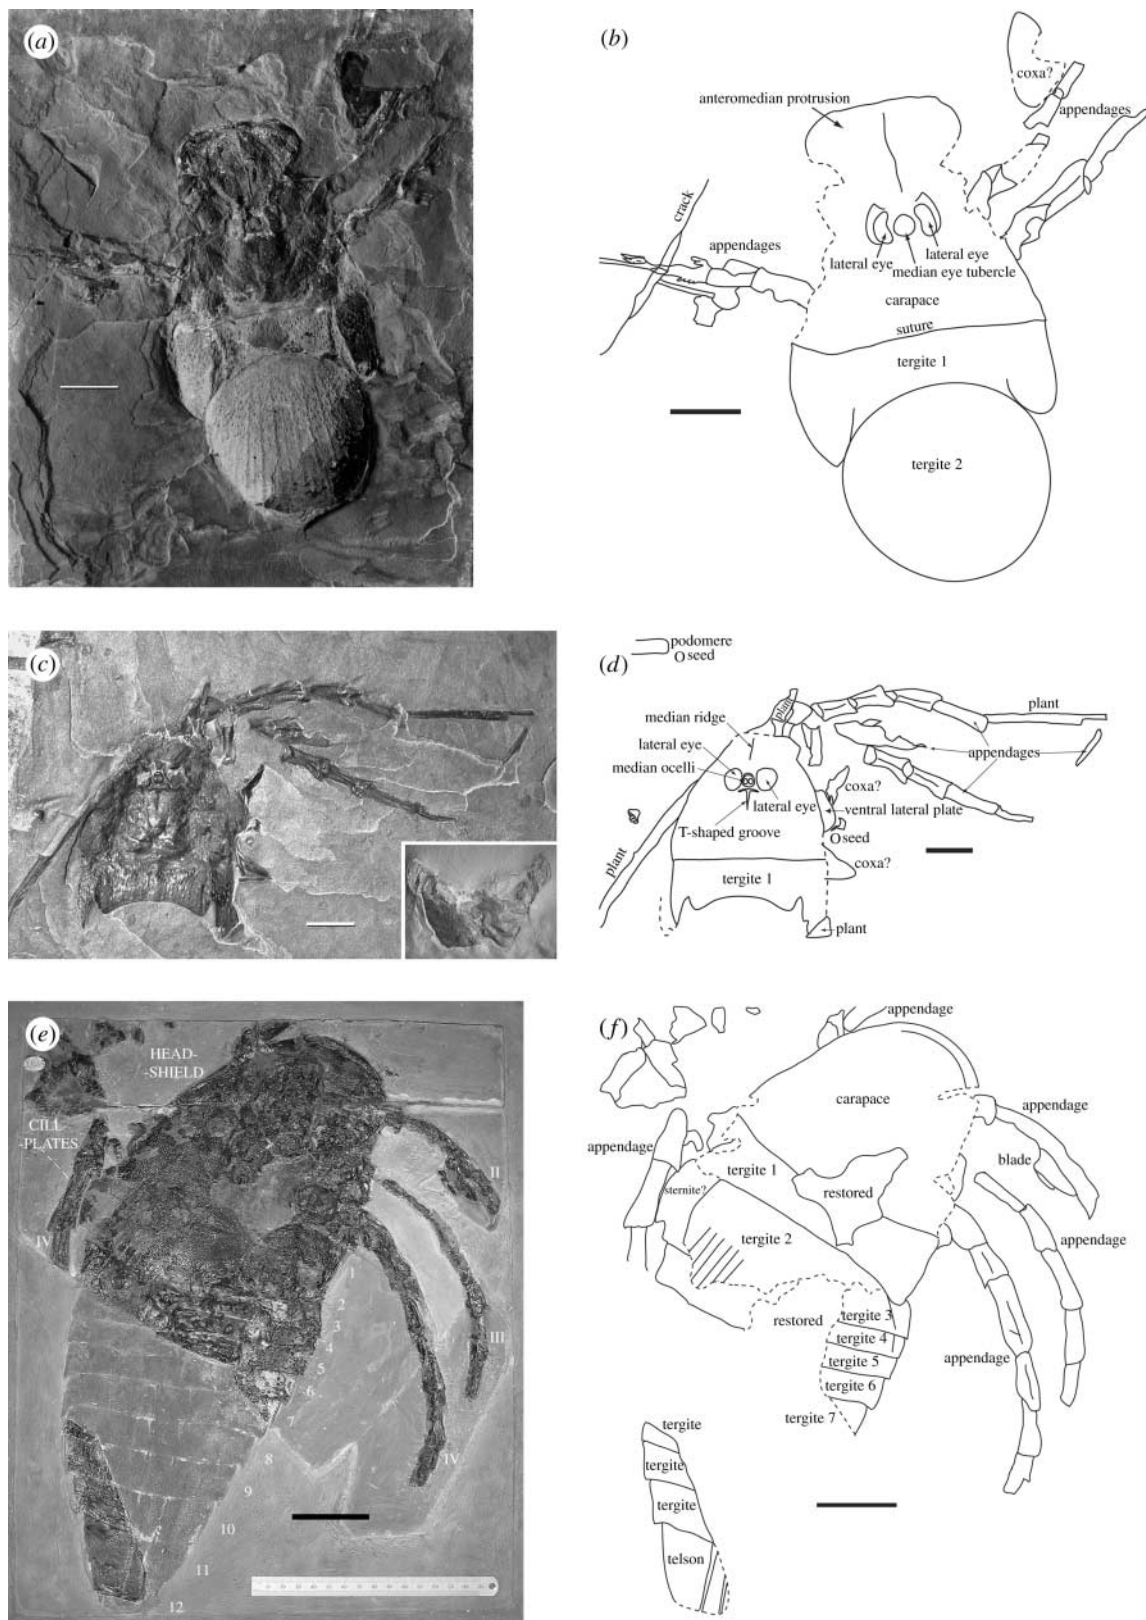 (a)
(b)
coxa?
appendages
anteromedian protrusion
crack
appendages
lateral eye
lateral eye
median eye tubercle
carapace
suture
tergite 1
tergite 2
(c)
(d)
podomere
seed
plant
plant
median ridge
lateral eye
median ocelli
appendages
coxa?
lateral eye
ventral lateral plate
T-shaped groove
seed
plant
coxa?
tergite 1
plant
(e)
HEAD-
-SHIELD
CILL
-PLATES
II
IV
1
2
3
4
5
III
6
7
8
IV
9
10
11
12
(f)
appendage
carapace
appendage
appendage
blade
tergite 1
sternite?
restored
appendage
tergite 2
tergite 3
restored
tergite 4
tergite 5
appendage
tergite 6
tergite 7
tergite
tergite
tergite
telson